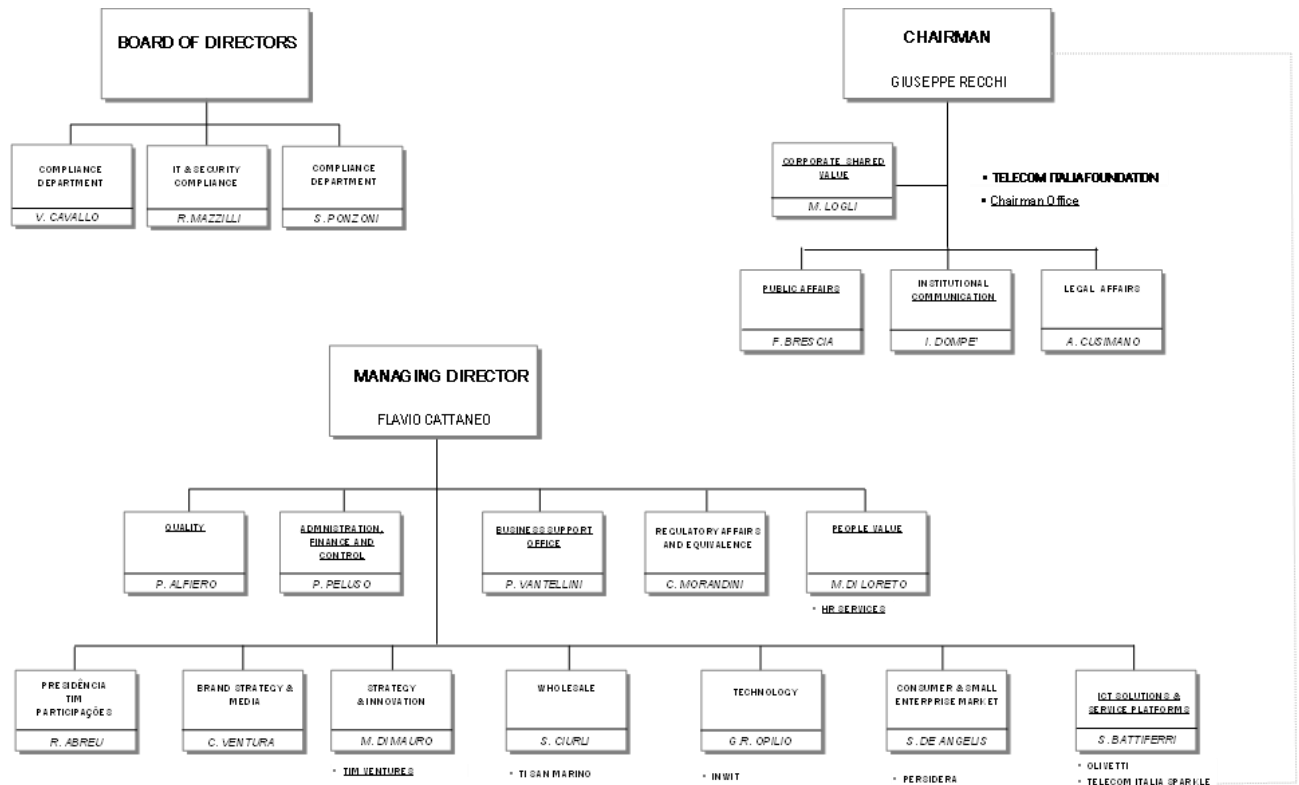 BOARD OF DIRECTORS
COMPLIANCE
DEPARTMENT
V. CAVALLO
IT & SECURITY
COMPLIANCE
R. MAZZILLI
COMPLIANCE
DEPARTMENT
S. PONZONI
CHAIRMAN
GIUSEPPE RECCHI
CORPORATE SHARED
VALUE
M. LOGLI
▪ TELECOM ITALIA FOUNDATION
▪ Chairman Office
PUBLIC AFFAIRS
F. BRESCIA
INSTITUTIONAL
COMMUNICATION
I. DOMPE'
LEGAL AFFAIRS
A. CUSIMANO
MANAGING DIRECTOR
FLAVIO CATTANEO
QUALITY
P. ALFIERO
ADMNISTRATION,
FINANCE AND
CONTROL
P. PELUSO
BUSINESS SUPPORT
OFFICE
P. VANTELLINI
REGULATORY AFFAIRS
AND EQUIVALENCE
C. MORANDINI
PEOPLE VALUE
M. DI LORETO
• HR SERVICES
PRESIDÊNCIA
TIM
PARTICIPAÇÕES
R. ABREU
BRAND STRATEGY &
MEDIA
C. VENTURA
STRATEGY
& INNOVATION
M. DI MAURO
• TIM VENTURES
WHOLESALE
S. CIURLI
• TI SAN MARINO
TECHNOLOGY
G.R. OPILIO
• INWIT
CONSUMER & SMALL
ENTERPRISE MARKET
S. DE ANGELIS
• PERSIDERA
ICT SOLUTIONS &
SERVICE PLATFORMS
S. BATTIFERRI
• OLIVETTI
• TELECOM ITALIA SPARKLE